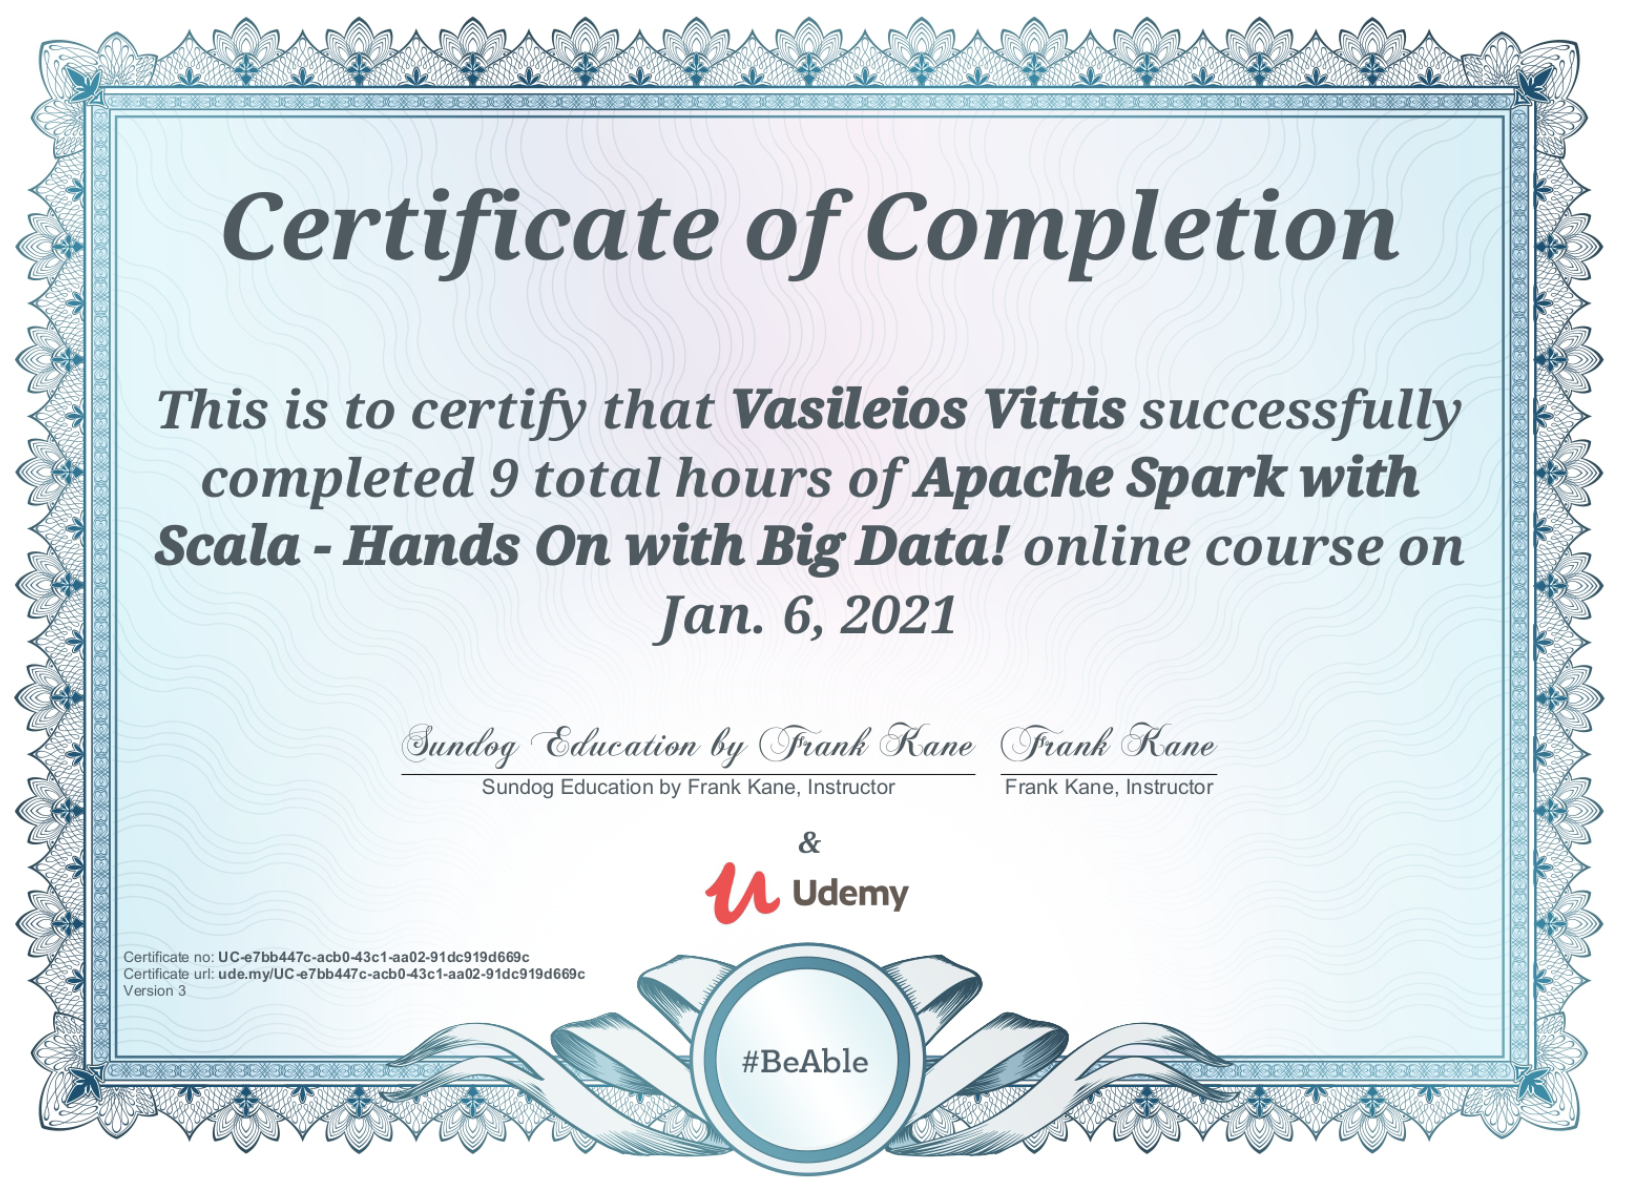 Certificate of Completion
This is to certify that Vasileios Vittis successfully
completed 9 total hours of Apache Spark with
Scala - Hands On with Big Data! online course on
Jan. 6, 2021
Sundog Education by Frank Kane Frank Kane
Sundog Education by Frank Kane, Instructor Frank Kane, Instructor
&
Udemy
Certificate no: UC-e7bb447c-acb0-43c1-aa02-91dc919d669c
Certificate url: ude.my/UC-e7bb447c-acb0-43c1-aa02-91dc919d669c
Version 3
#BeAble